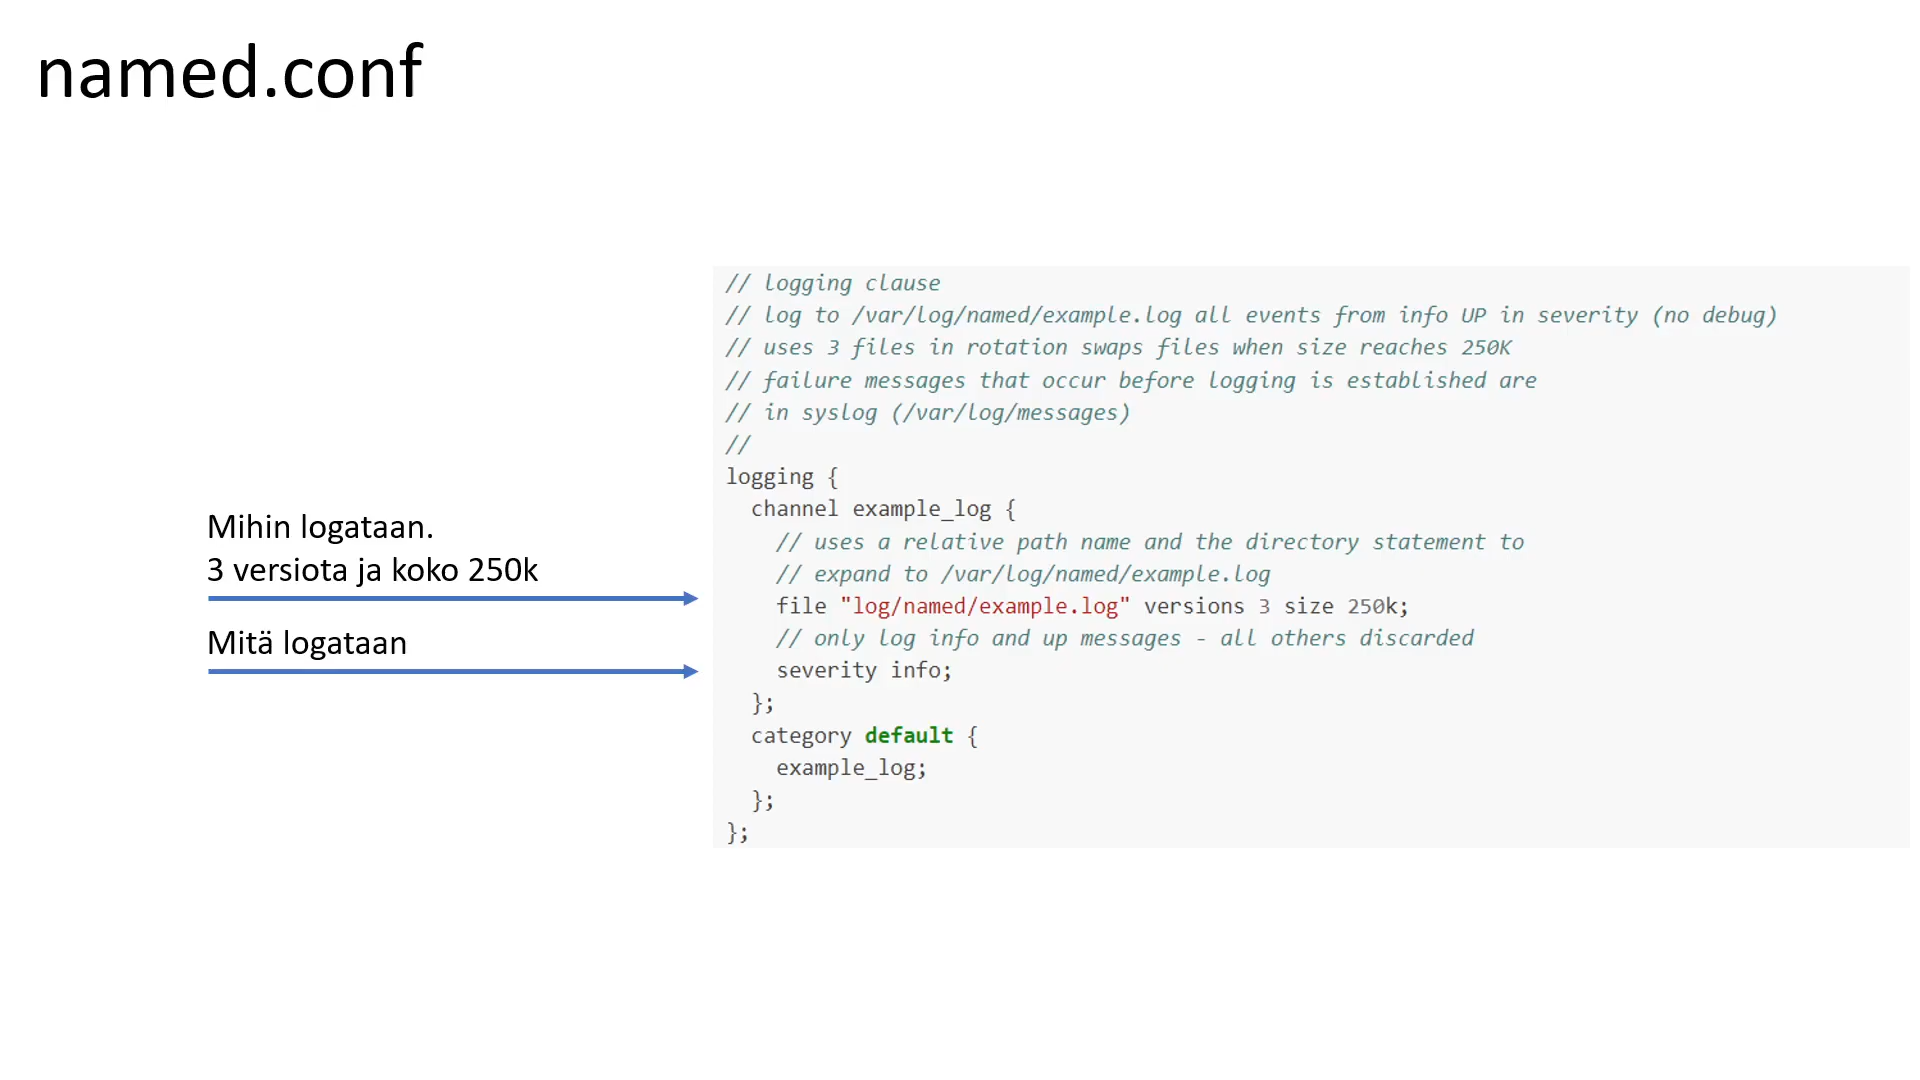 named.conf
Mihin logataan.
3 versiota ja koko 250k
Mitä logataan
// logging clause
// log to /var/log/named/example.log all events from info UP in severity (no debug)
// uses 3 files in rotation swaps files when size reaches 250K
// failure messages that occur before logging is established are
// in syslog (/var/log/messages)
//
logging {
  channel example_log {
    // uses a relative path name and the directory statement to
    // expand to /var/log/named/example.log
    file "log/named/example.log" versions 3 size 250k;
    // only log info and up messages - all others discarded
    severity info;
  };
  category default {
    example_log;
  };
};